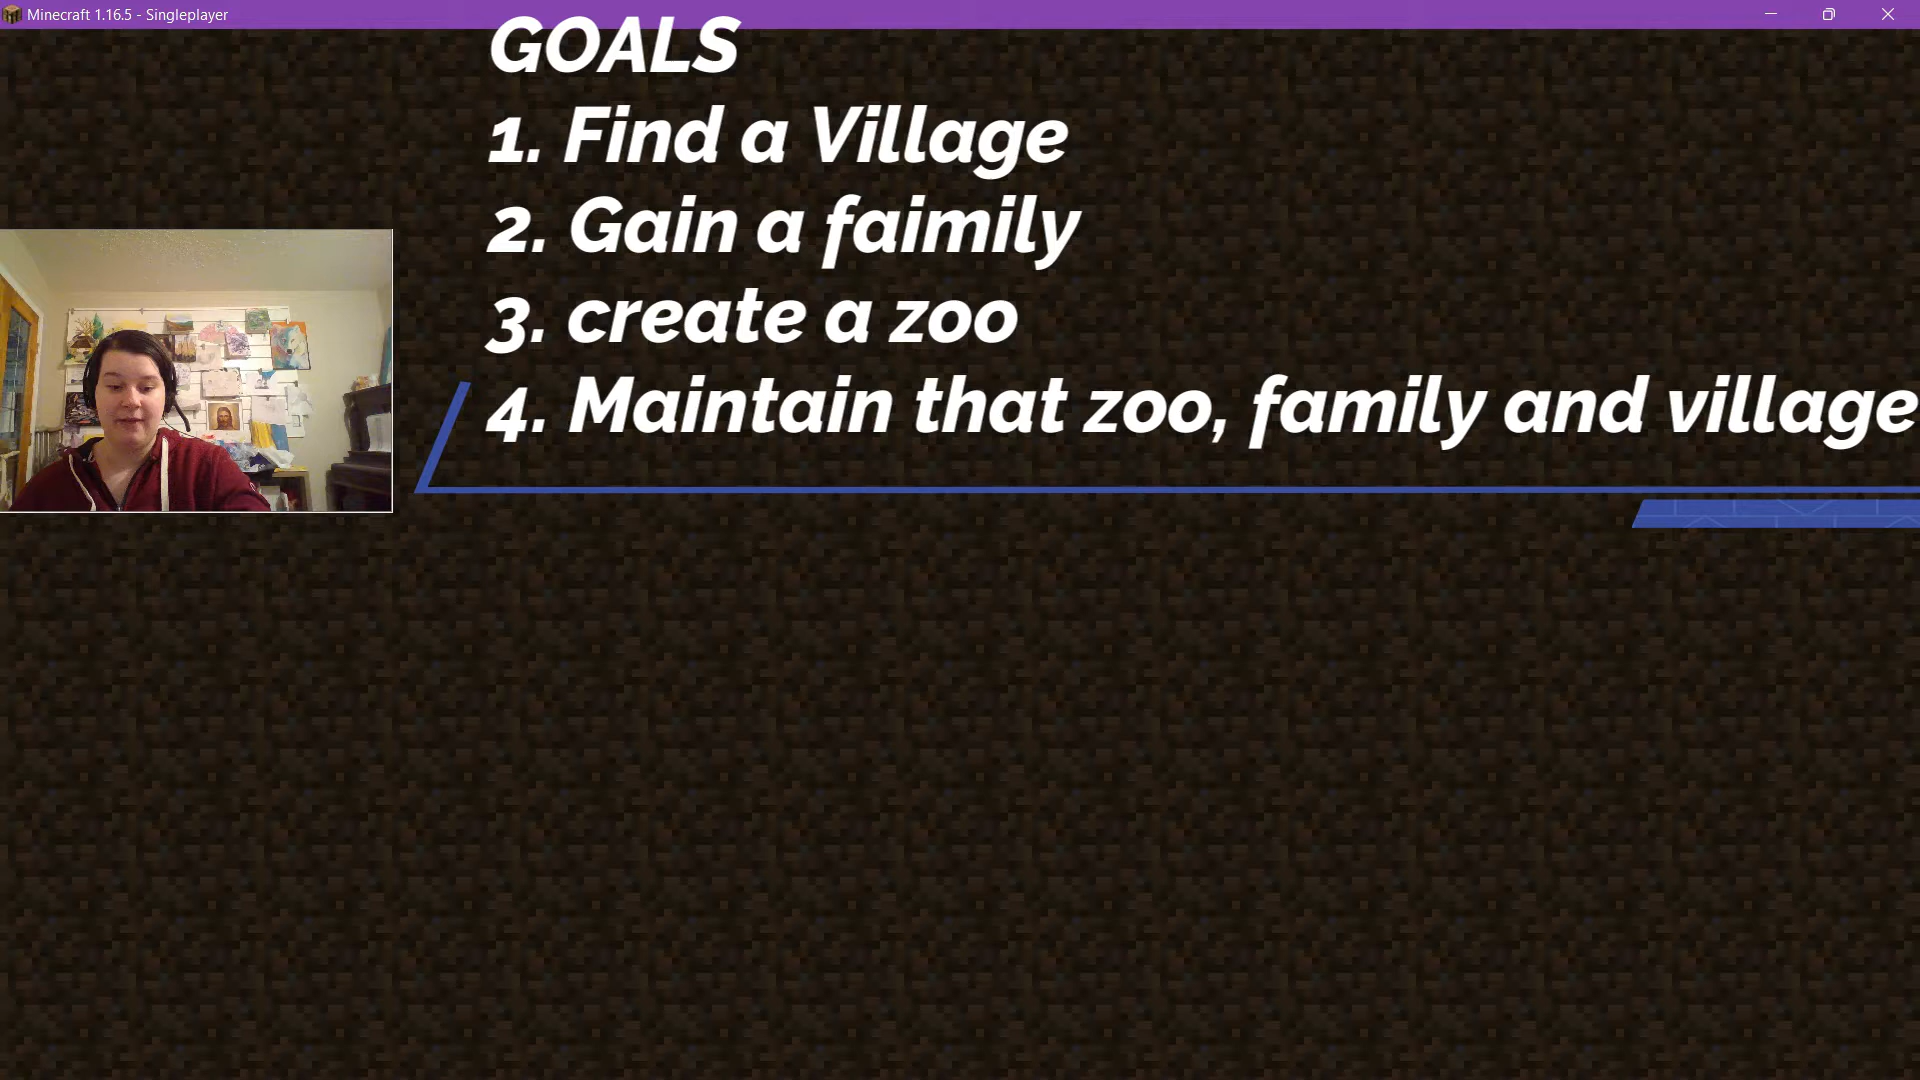 Minecraft 1.16.5 - Singleplayer
GOALS
1. Find a Village
2. Gain a faimily
3. create a zoo
4. Maintain that zoo, family and village